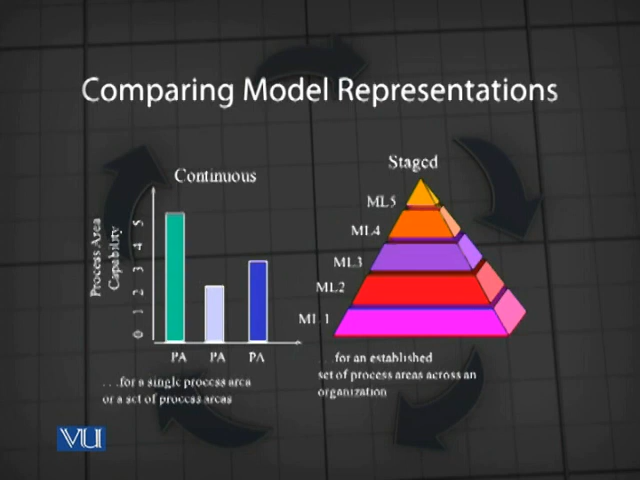 Comparing Model Representations
Continuous
Process Area
Capability
5
4
3
2
1
0
PA PA PA
. . .for a single process area
or a set of process areas
Staged
ML5
ML4
ML3
ML2
ML 1
. . .for an established
set of process areas across an
organization
VU